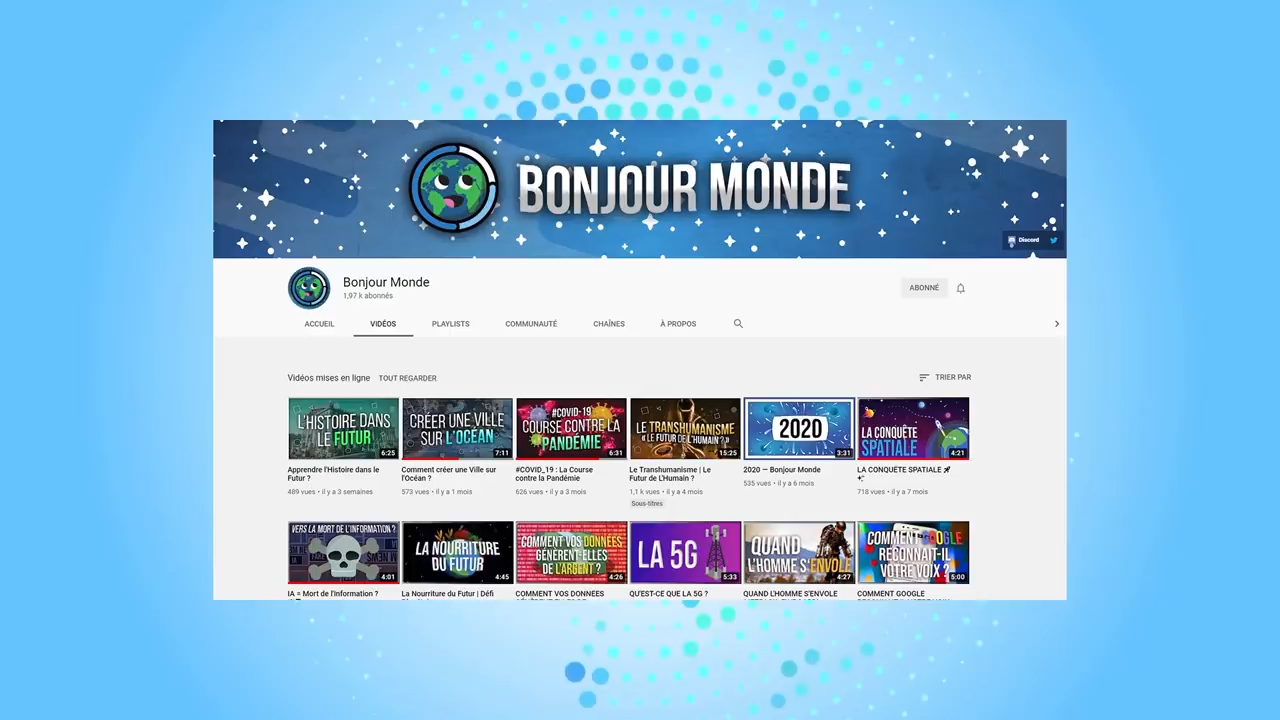 BONJOUR MONDE
Discord
Bonjour Monde
1,97 k abonnés
ABONNÉ
ACCUEIL
VIDÉOS
PLAYLISTS
COMMUNAUTÉ
CHAÎNES
À PROPOS
Vidéos mises en ligne
TOUT REGARDER
TRIER PAR
L'HISTOIRE DANS
LE FUTUR
6:25
CRÉER UNE VILLE
SUR L'OCÉAN
7:11
#COVID-19
COURSE CONTRE LA
PANDÉMIE
6:31
LE TRANSHUMANISME
« LE FUTUR DE L'HUMAIN ? »
15:25
2020
3:31
LA CONQUÊTE
SPATIALE
4:21
Apprendre l'Histoire dans le
Futur ?
489 vues • il y a 3 semaines
Comment créer une Ville sur
l'Océan ?
573 vues • il y a 1 mois
#COVID_19 : La Course
contre la Pandémie
626 vues • il y a 3 mois
Le Transhumanisme | Le
Futur de L'Humain ?
1,1 k vues • il y a 4 mois
Sous-titres
2020 — Bonjour Monde
535 vues • il y a 6 mois
LA CONQUÊTE SPATIALE 🚀
718 vues • il y a 7 mois
VERS LA MORT DE L'INFORMATION ?
4:01
LA NOURRITURE
DU FUTUR
4:45
COMMENT VOS DONNÉES
GÉNÈRENT-ELLES
DE L'ARGENT ?
4:26
LA 5G
5:33
QUAND
L'HOMME S'ENVOLE
4:27
COMMENT GOOGLE
RECONNAIT-IL
VOTRE VOIX ?
5:00
IA = Mort de l'Information ?
La Nourriture du Futur | Défi
COMMENT VOS DONNEES
QU'EST-CE QUE LA 5G ?
QUAND L'HOMME S'ENVOLE
COMMENT GOOGLE